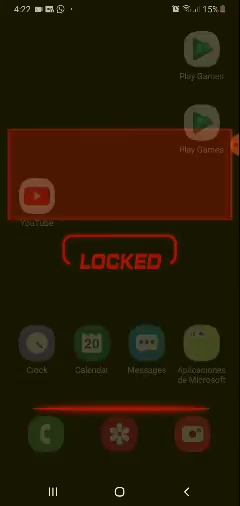 4:22
15%
Play Games
Play Games
YouTube
LOCKED
20
Clock
Calendar
Messages
Aplicaciones
de Microsoft